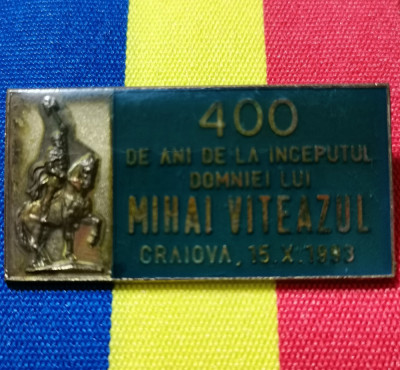 400
DE ANI DE LA INCEPUTUL
DOMNIEI LUI
MIHAI VITEAZUL
CRAIOVA, 15.X.1993